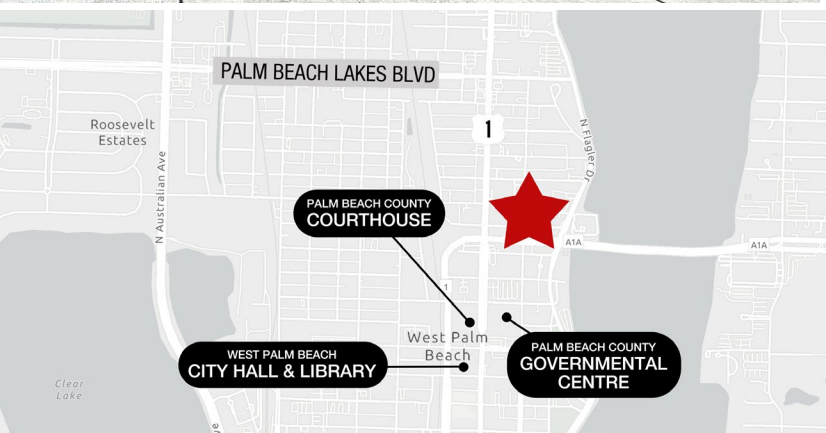 PALM BEACH LAKES BLVD
Roosevelt
Estates
1
N Flagler Dr
N Australian Ave
PALM BEACH COUNTY
COURTHOUSE
A1A
A1A
1
West Palm
Beach
WEST PALM BEACH
CITY HALL & LIBRARY
PALM BEACH COUNTY
GOVERNMENTAL
CENTRE
Clear
Lake